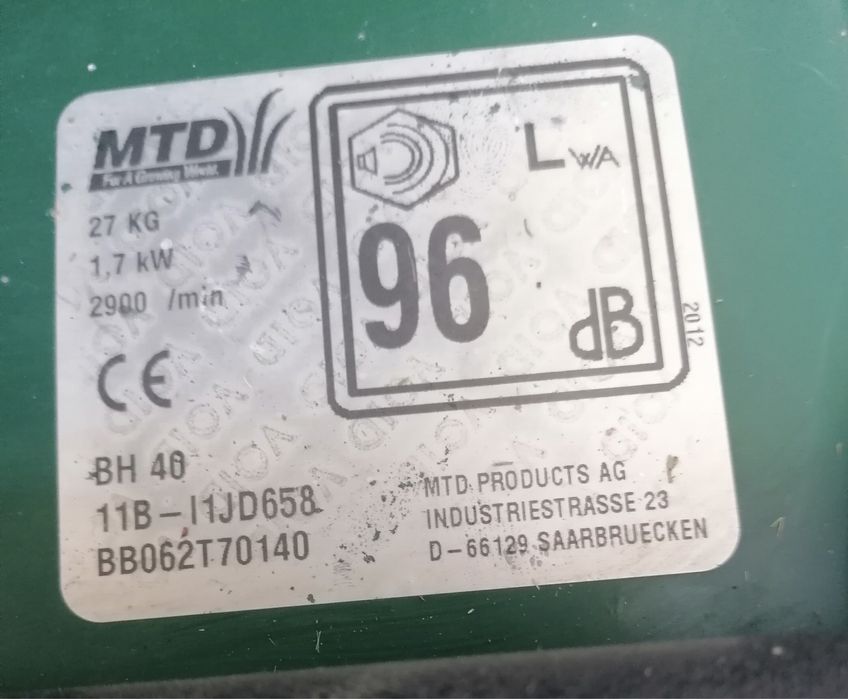 MTD
For A Growing World.
27 KG
1,7 kW
2900 /min
CE
LWA
96
dB
2012
BH 40
11B-I1JD658
BB062T70140
MTD PRODUCTS AG
INDUSTRIESTRASSE 23
D-66129 SAARBRUECKEN
VOID